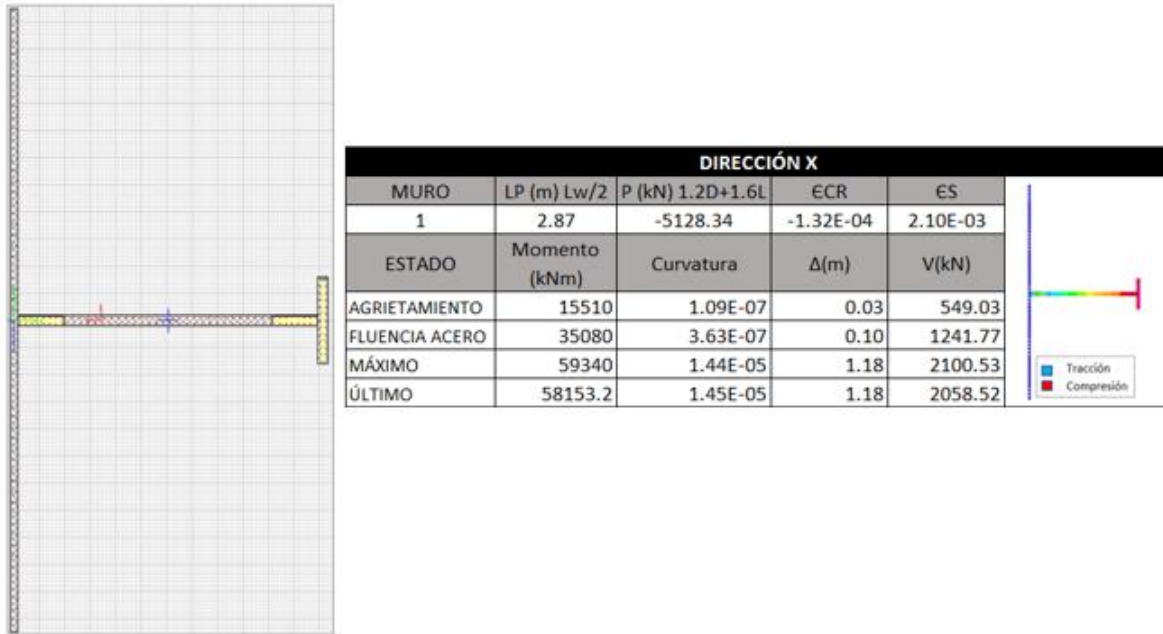 DIRECCIÓN X
MURO LP (m) Lw/2 P (kN) 1.2D+1.6L ЄCR ЄS
1 2.87 -5128.34 -1.32E-04 2.10E-03
ESTADO Momento (kNm) Curvatura Δ(m) V(kN)
AGRIETAMIENTO 15510 1.09E-07 0.03 549.03
FLUENCIA ACERO 35080 3.63E-07 0.10 1241.77
MÁXIMO 59340 1.44E-05 1.18 2100.53
ÚLTIMO 58153.2 1.45E-05 1.18 2058.52
Tracción
Compresión